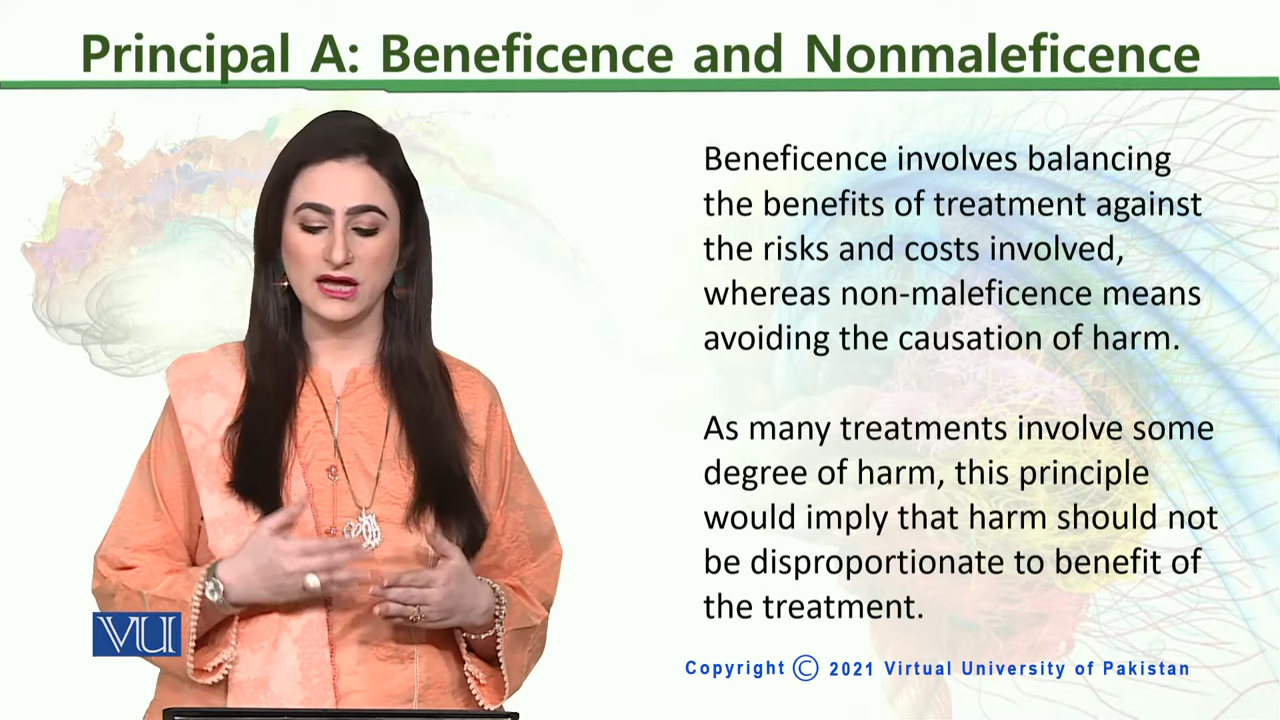 Principal A: Beneficence and Nonmaleficence
Beneficence involves balancing
the benefits of treatment against
the risks and costs involved,
whereas non-maleficence means
avoiding the causation of harm.
As many treatments involve some
degree of harm, this principle
would imply that harm should not
be disproportionate to benefit of
the treatment.
VU
Copyright © 2021 Virtual University of Pakistan